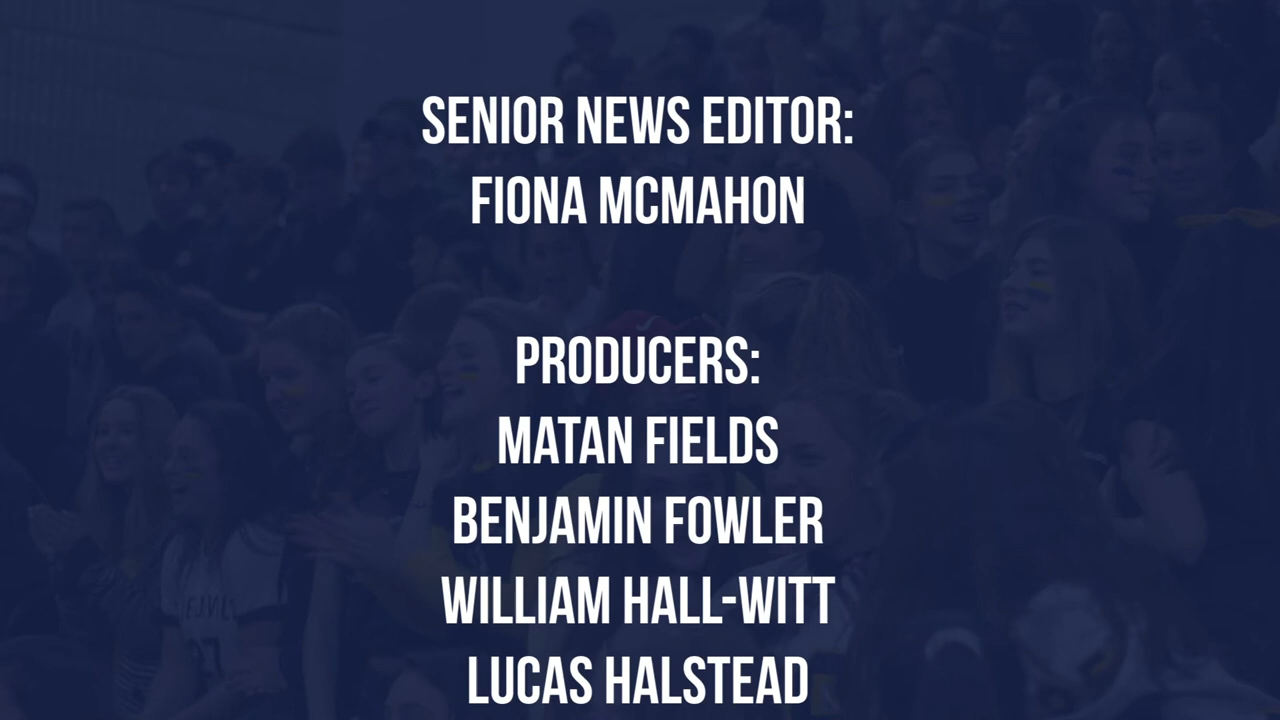 SENIOR NEWS EDITOR:
FIONA MCMAHON
PRODUCERS:
MATAN FIELDS
BENJAMIN FOWLER
WILLIAM HALL-WITT
LUCAS HALSTEAD